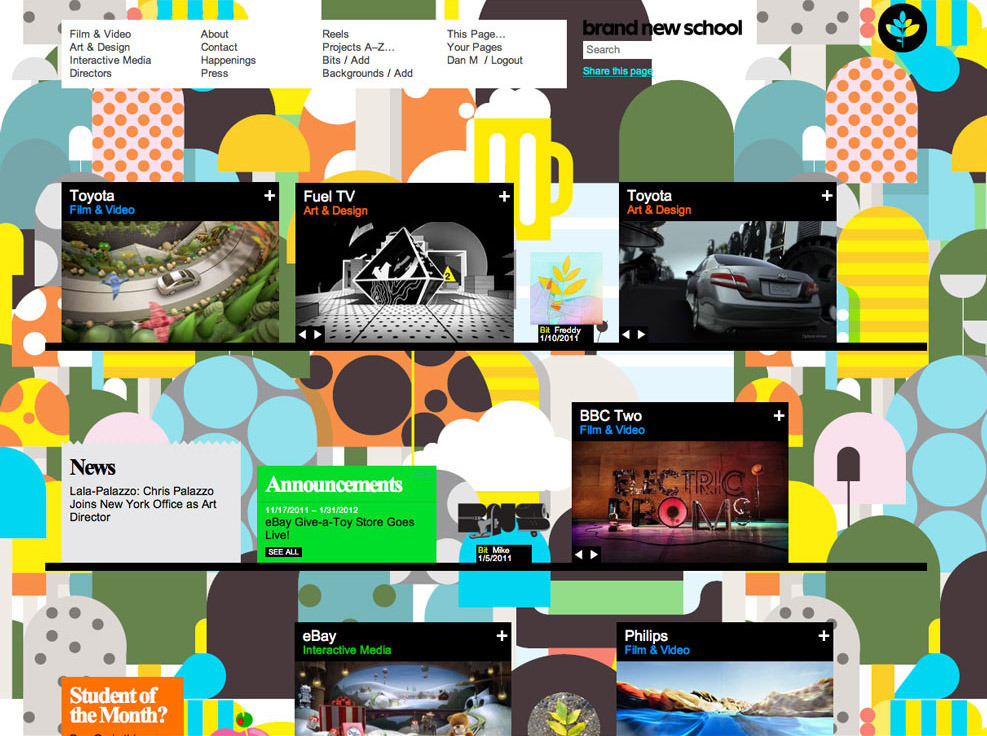 Film & Video
Art & Design
Interactive Media
Directors
About
Contact
Happenings
Press
Reels
Projects A–Z...
Bits / Add
Backgrounds / Add
This Page...
Your Pages
Dan M / Logout
brand new school
Search
Share this page
Toyota
Film & Video
Fuel TV
Art & Design
2
Toyota
Art & Design
Bit Freddy
1/10/2011
News
Lala-Palazzo: Chris Palazzo
Joins New York Office as Art
Director
Announcements
11/17/2011 – 1/31/2012
eBay Give-a-Toy Store Goes
Live!
SEE ALL
Bit Mike
1/5/2011
BBC Two
Film & Video
ELECTRIC
PROMS
eBay
Interactive Media
Philips
Film & Video
Student of
the Month?